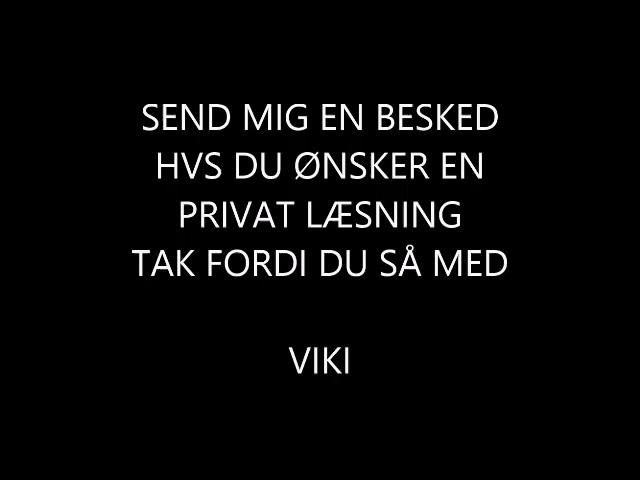 SEND MIG EN BESKED
HVS DU ØNSKER EN
PRIVAT LÆSNING
TAK FORDI DU SÅ MED
VIKI